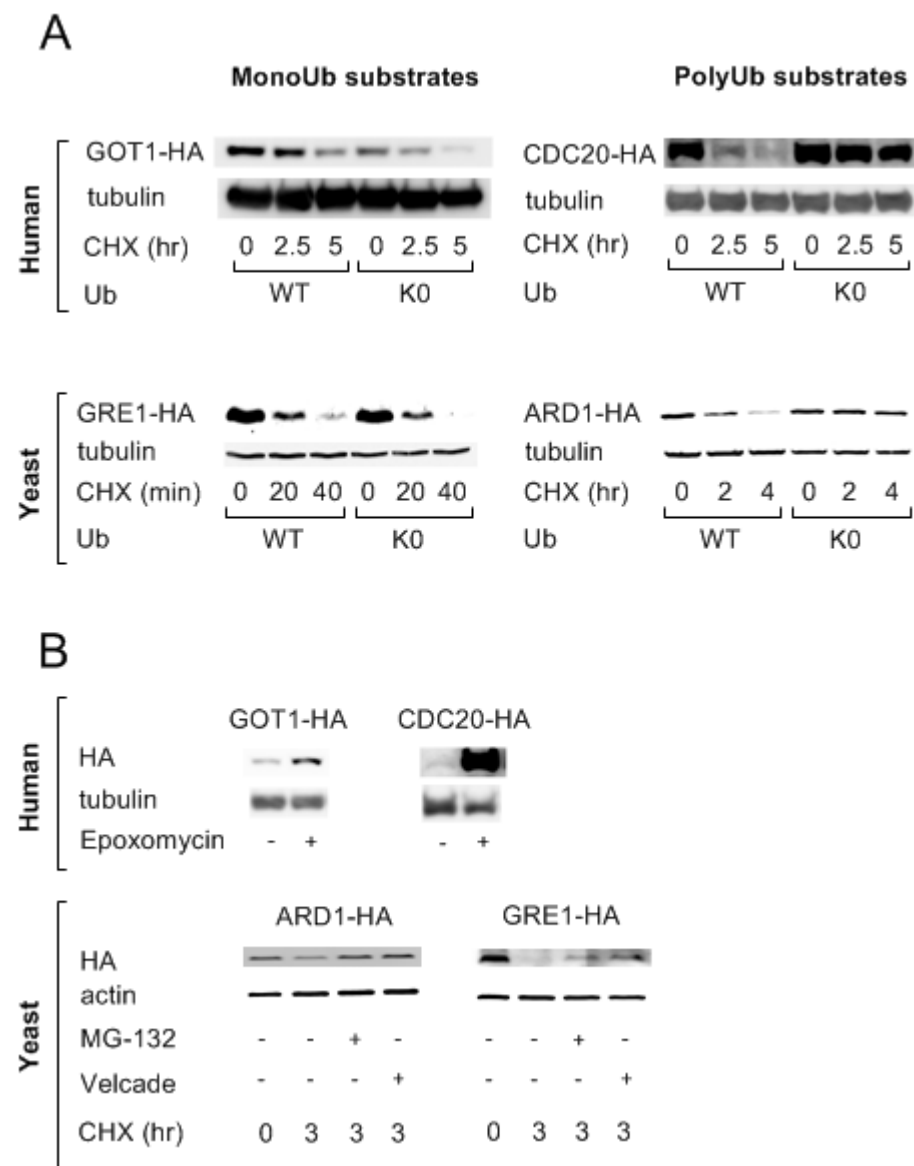 A
MonoUb substrates PolyUb substrates
Human
GOT1-HA
tubulin
CHX (hr) 0 2.5 5 0 2.5 5
Ub WT K0
CDC20-HA
tubulin
CHX (hr) 0 2.5 5 0 2.5 5
Ub WT K0
Yeast
GRE1-HA
tubulin
CHX (min) 0 20 40 0 20 40
Ub WT K0
ARD1-HA
tubulin
CHX (hr) 0 2 4 0 2 4
Ub WT K0
B
Human
GOT1-HA CDC20-HA
HA
tubulin
Epoxomycin - + - +
Yeast
ARD1-HA GRE1-HA
HA
actin
MG-132 - - + - - - + -
Velcade - - - + - - - +
CHX (hr) 0 3 3 3 0 3 3 3